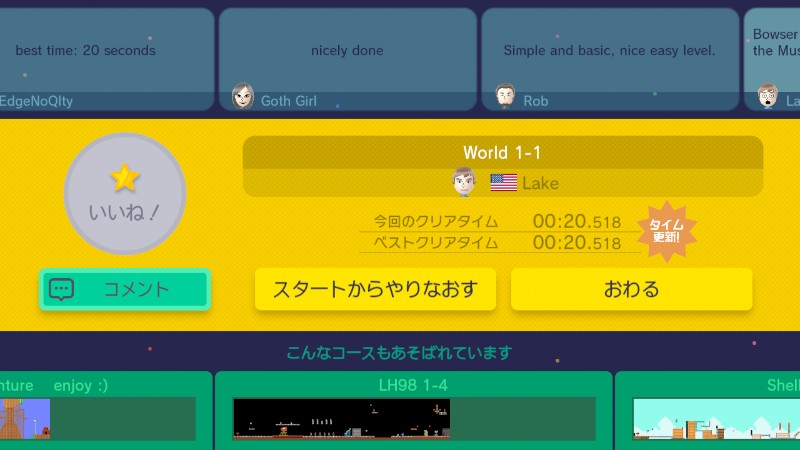 best time: 20 seconds
nicely done
Simple and basic, nice easy level.
Bowser
the Mus
EdgeNoQlty
Goth Girl
Rob
La
World 1-1
Lake
いいね！
今回のクリアタイム 00:20.518
ベストクリアタイム 00:20.518
タイム
更新!
コメント
スタートからやりなおす
おわる
こんなコースもあそばれています
nture enjoy :)
LH98 1-4
Shell